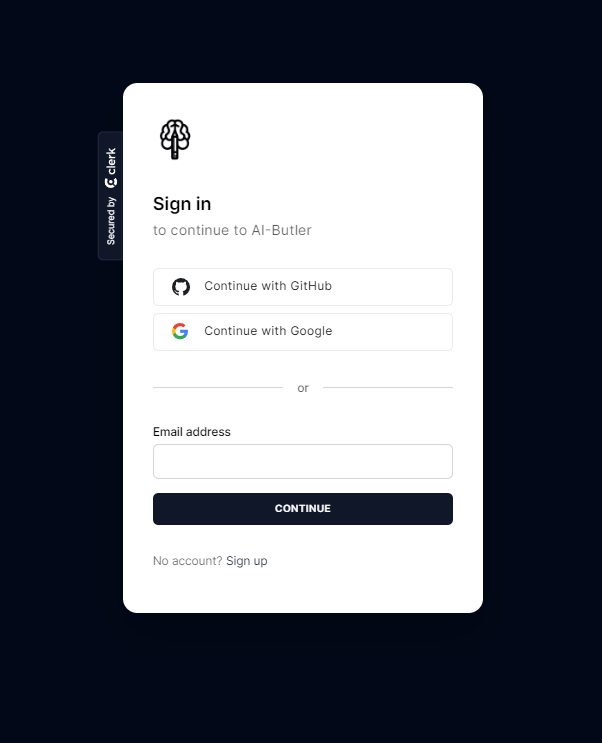 Secured by clerk
Sign in
to continue to AI-Butler
Continue with GitHub
Continue with Google
or
Email address
CONTINUE
No account? Sign up